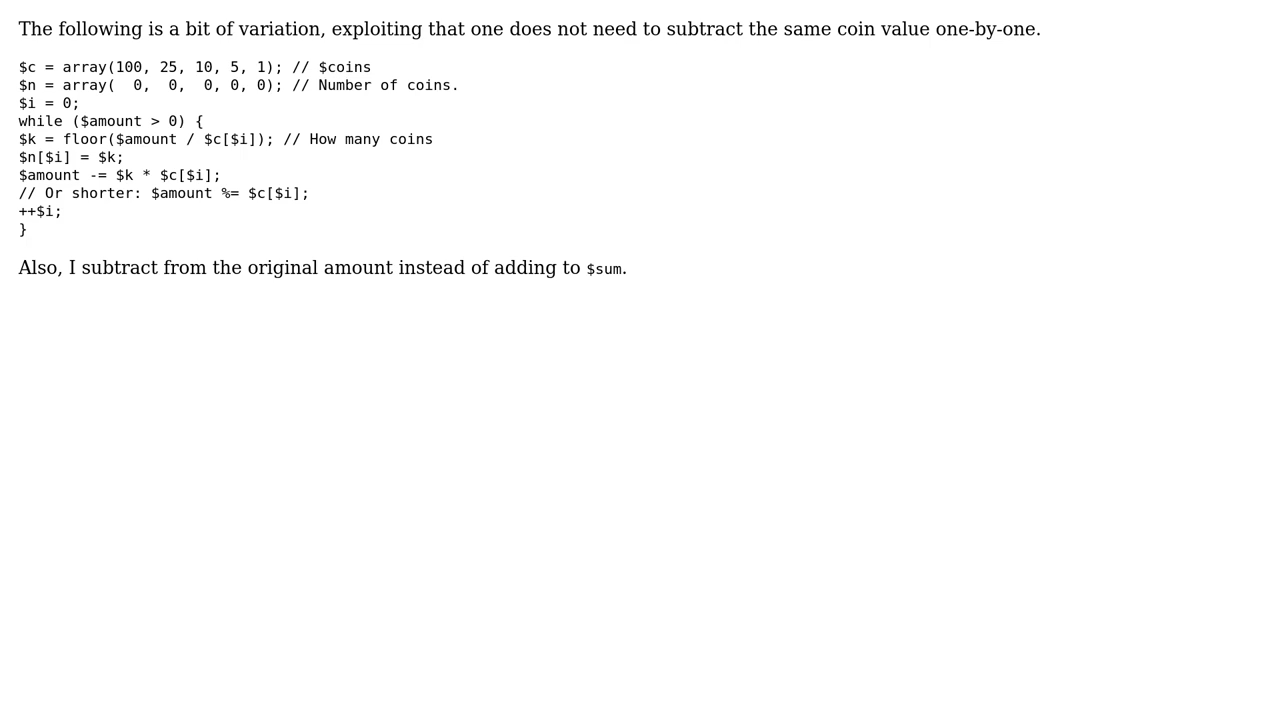 The following is a bit of variation, exploiting that one does not need to subtract the same coin value one-by-one.
$c = array(100, 25, 10, 5, 1); // $coins
$n = array(  0,  0,  0, 0, 0); // Number of coins.
$i = 0;
while ($amount > 0) {
$k = floor($amount / $c[$i]); // How many coins
$n[$i] = $k;
$amount -= $k * $c[$i];
// Or shorter: $amount %= $c[$i];
++$i;
}
Also, I subtract from the original amount instead of adding to $sum.